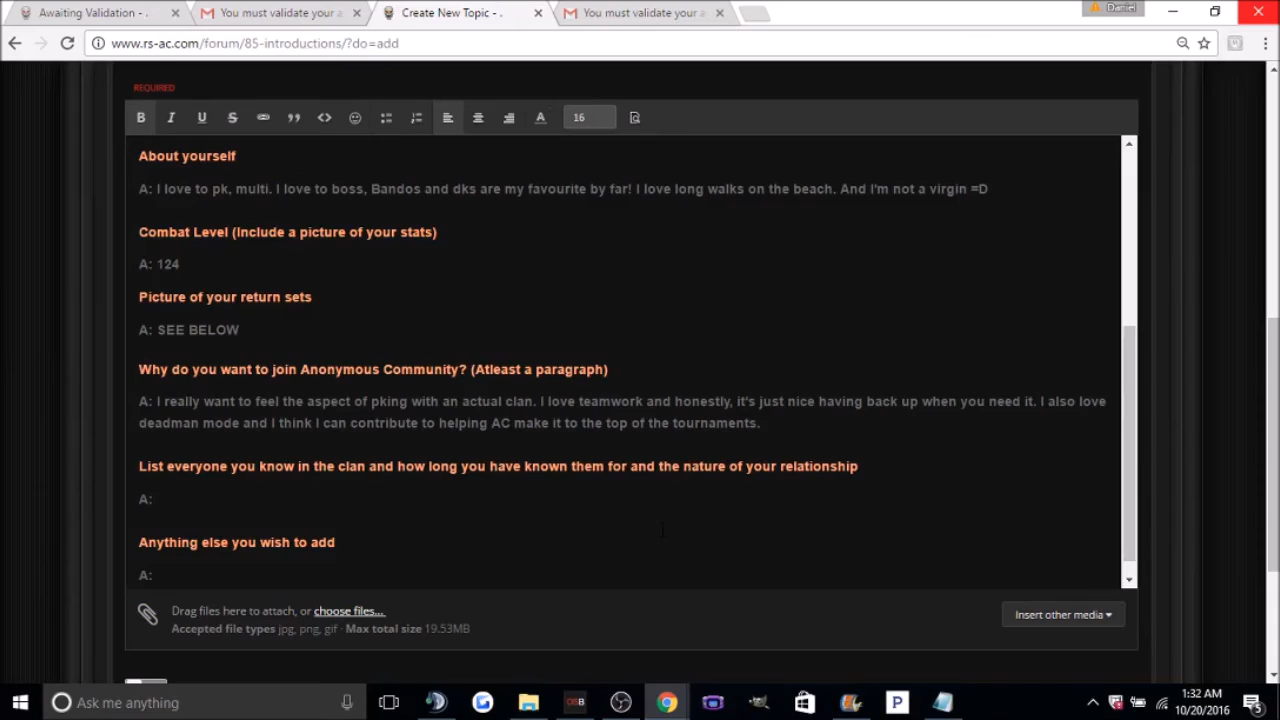 Awaiting Validation - .
You must validate your a
Create New Topic - .
You must validate your a
Daniel
www.rs-ac.com/forum/85-introductions/?do=add
REQUIRED
B I U S 16
About yourself
A: I love to pk, multi. I love to boss, Bandos and dks are my favourite by far! I love long walks on the beach. And I'm not a virgin =D
Combat Level (Include a picture of your stats)
A: 124
Picture of your return sets
A: SEE BELOW
Why do you want to join Anonymous Community? (Atleast a paragraph)
A: I really want to feel the aspect of pking with an actual clan. I love teamwork and honestly, it's just nice having back up when you need it. I also love
deadman mode and I think I can contribute to helping AC make it to the top of the tournaments.
List everyone you know in the clan and how long you have known them for and the nature of your relationship
A:
Anything else you wish to add
A:
Drag files here to attach, or choose files...
Accepted file types jpg, png, gif · Max total size 19.53MB
Insert other media
Ask me anything
OSB
P
1:32 AM
10/20/2016
5